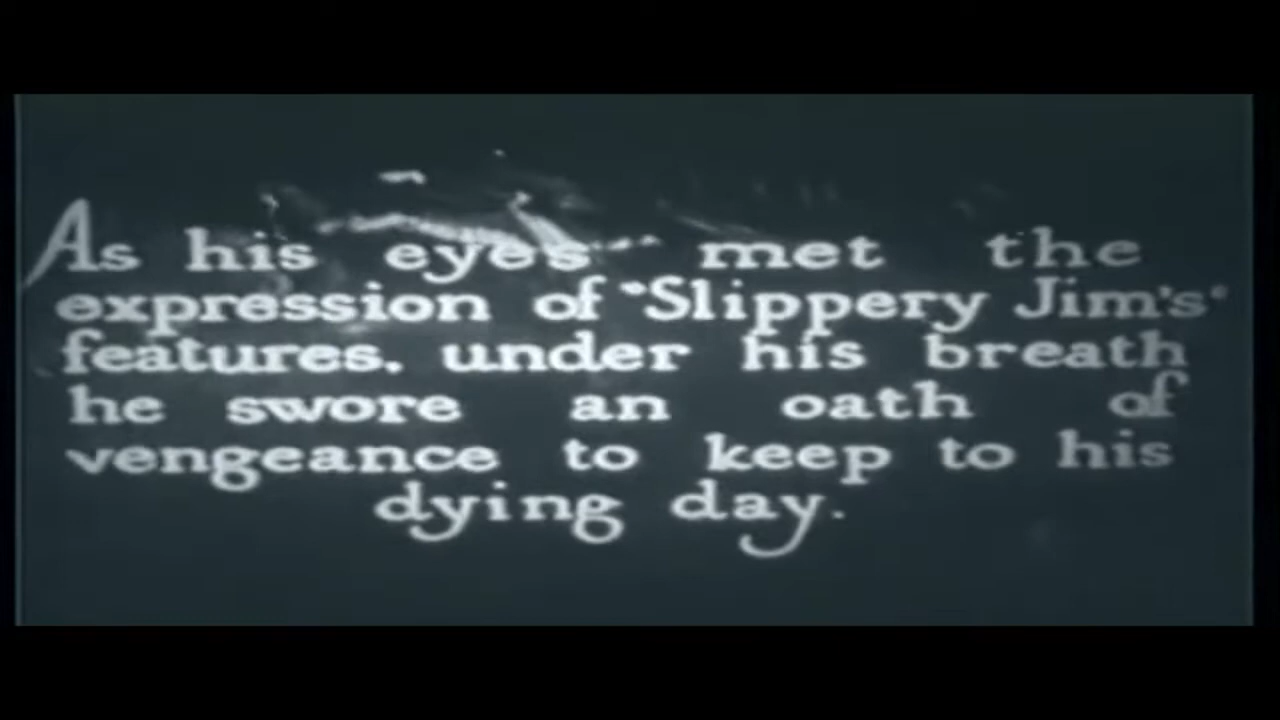 As his eyes met the
expression of "Slippery Jim's"
features. under his breath
he swore an oath of
vengeance to keep to his
dying day.